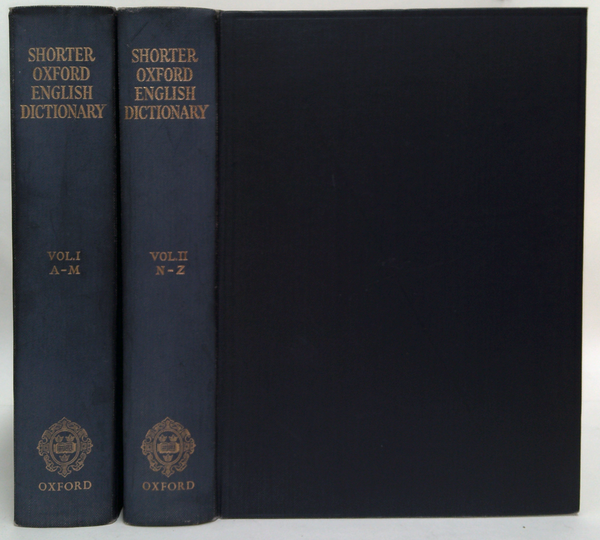 SHORTER
OXFORD
ENGLISH
DICTIONARY
VOL.I
A-M
OXFORD
SHORTER
OXFORD
ENGLISH
DICTIONARY
VOL.II
N-Z
OXFORD